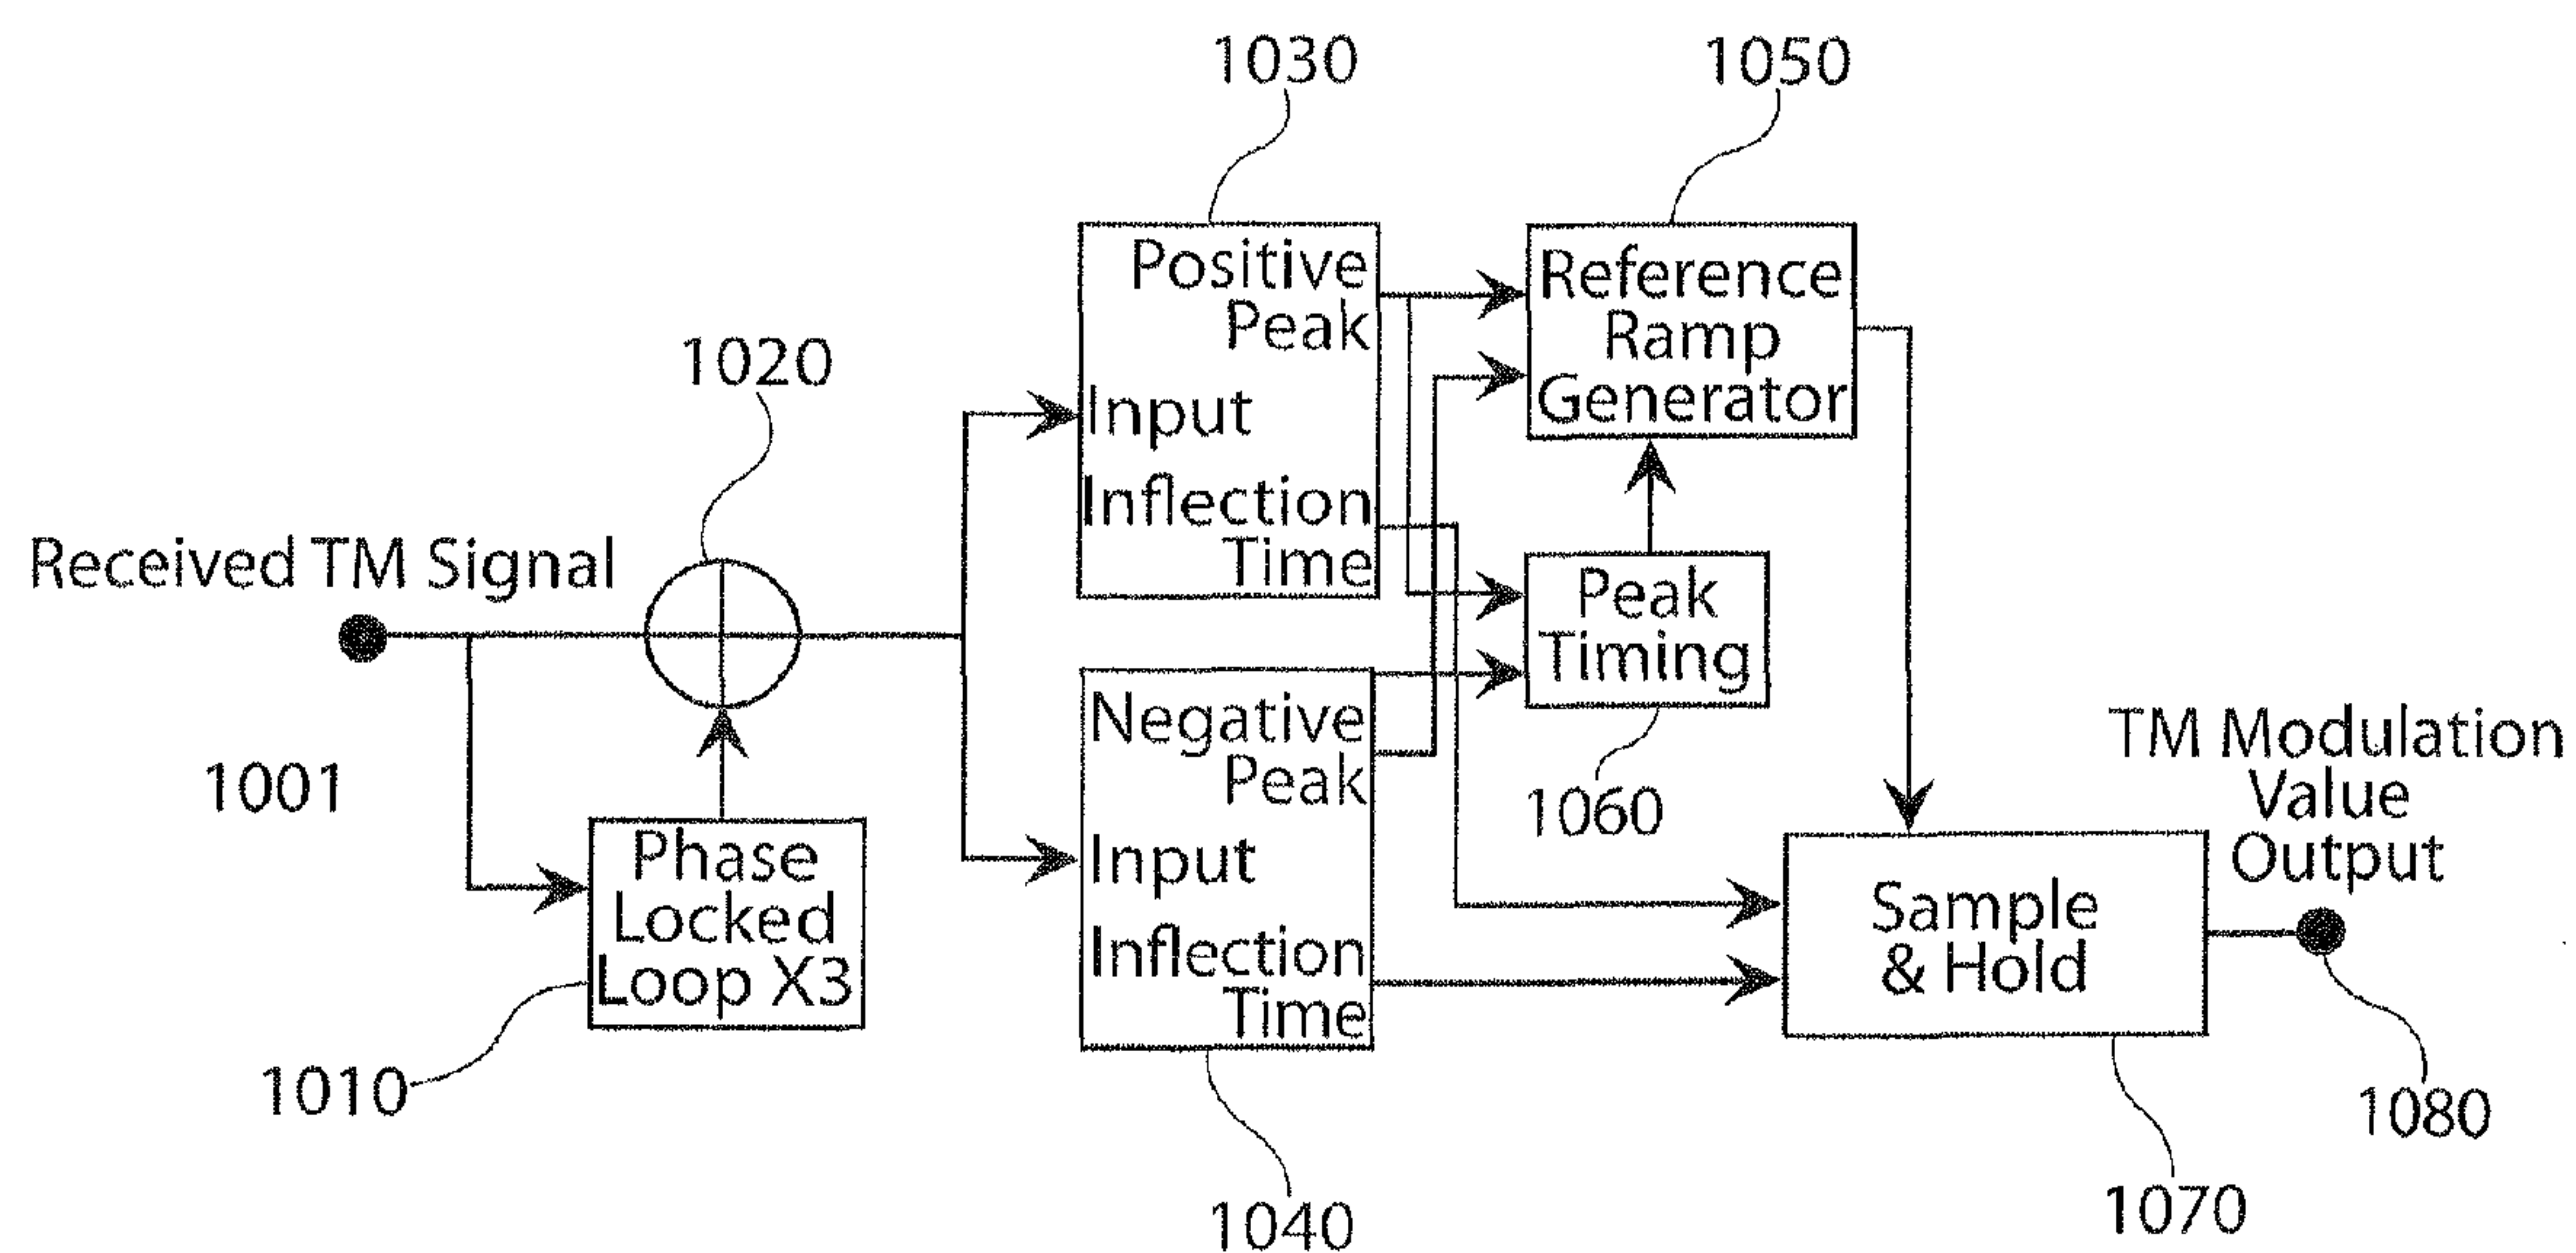 1030
1050
1020
Positive
Peak
Input
Inflection
Time
Reference
Ramp
Generator
Received TM Signal
Peak
Timing
1001
Phase
Locked
Loop X3
1010
Negative
Peak
Input
Inflection
Time
1060
TM Modulation
Value
Output
Sample
& Hold
1040
1070
1080